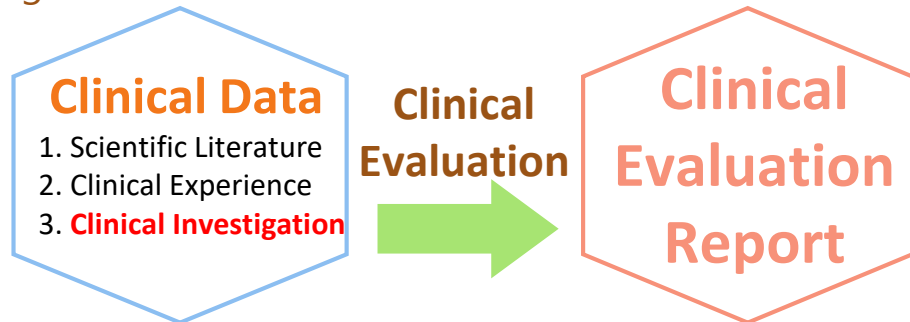 Clinical Data
1. Scientific Literature
2. Clinical Experience
3. Clinical Investigation
Clinical
Evaluation
Clinical
Evaluation
Report